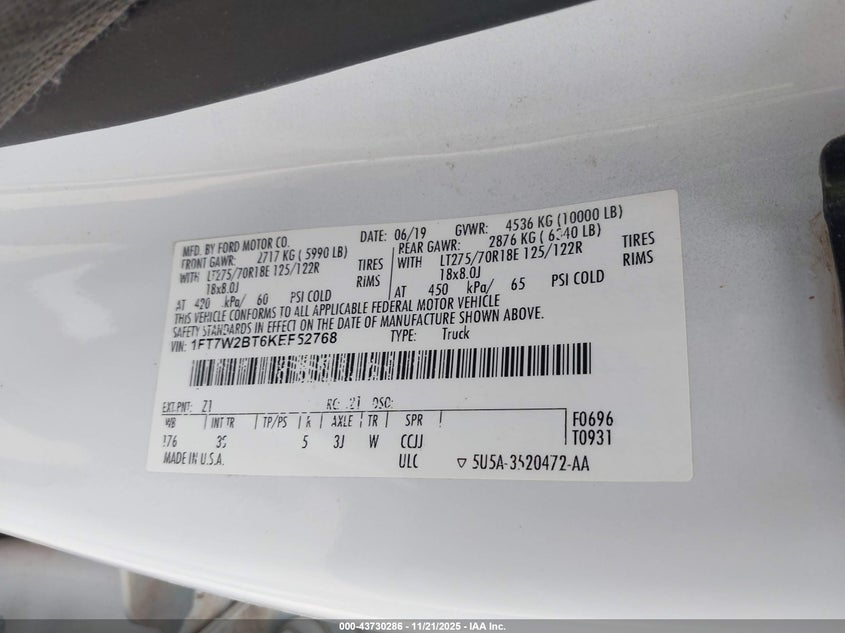 MFD. BY FORD MOTOR CO.
DATE: 06/19 GVWR: 4536 KG (10000 LB)
FRONT GAWR: 2717 KG ( 5990 LB)
WITH LT275/70R18E 125/122R TIRES
18x8.0J RIMS
AT 420 kPa/ 60 PSI COLD
REAR GAWR: 2876 KG ( 6340 LB)
WITH LT275/70R18E 125/122R TIRES
18x8.0J RIMS
AT 450 kPa/ 65 PSI COLD
THIS VEHICLE CONFORMS TO ALL APPLICABLE FEDERAL MOTOR VEHICLE
SAFETY STANDARDS IN EFFECT ON THE DATE OF MANUFACTURE SHOWN ABOVE.
VIN: 1FT7W2BT6KEF52768 TYPE: Truck
EXT PNT: Z1 DSO:
WB INT TR TP/PS R AXLE TR SPR
176 5 3J W CCJJ
F0696
T0931
MADE IN U.S.A. ULC ▽ 5U5A-3520472-AA
000-43730286 - 11/21/2025 - IAA Inc.